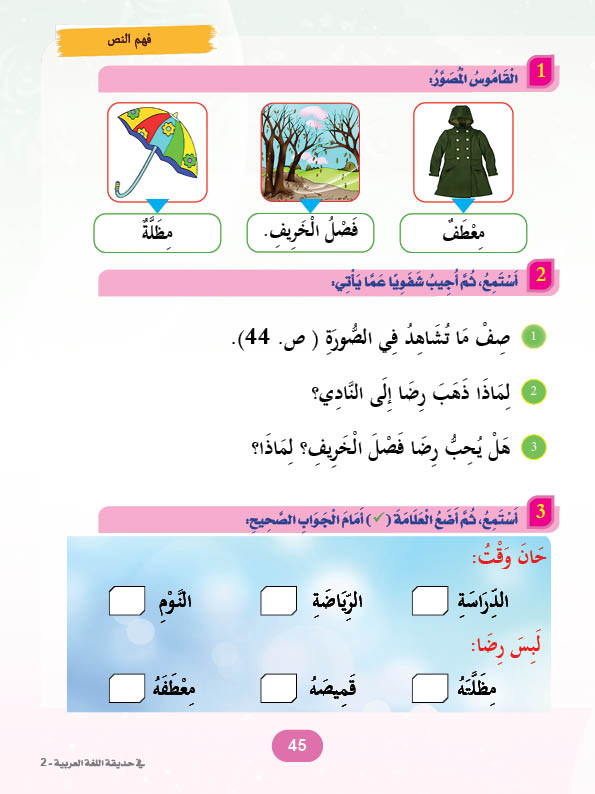 فهم النص
1 الْقَامُوسُ الْمُصَوَّرُ:
مِعْطَفٌ فَصْلُ الْخَرِيفِ. مِظَلَّةٌ
2 أَسْتَمِعُ، ثُمَّ أُجِيبُ شَفَوِيًا عَمَّا يَأْتِي:
1 صِفْ مَا تُشَاهِدُ فِي الصُّورَةِ ( ص. 44).
2 لِمَاذَا ذَهَبَ رِضَا إِلَى النَّادِي؟
3 هَلْ يُحِبُّ رِضَا فَصْلَ الْخَرِيفِ؟ لِمَاذَا؟
3 أَسْتَمِعُ، ثُمَّ أَضَعُ الْعَلَامَةَ (✓) أَمَامَ الْجَوَابِ الصَّحِيحِ:
حَانَ وَقْتُ:
الدِّرَاسَةِ الرِّيَاضَةِ النَّوْمِ
لَبِسَ رِضَا:
مِظَلَّتَهُ قَمِيصَهُ مِعْطَفَهُ
45
في حديقة اللغة العربية - 2